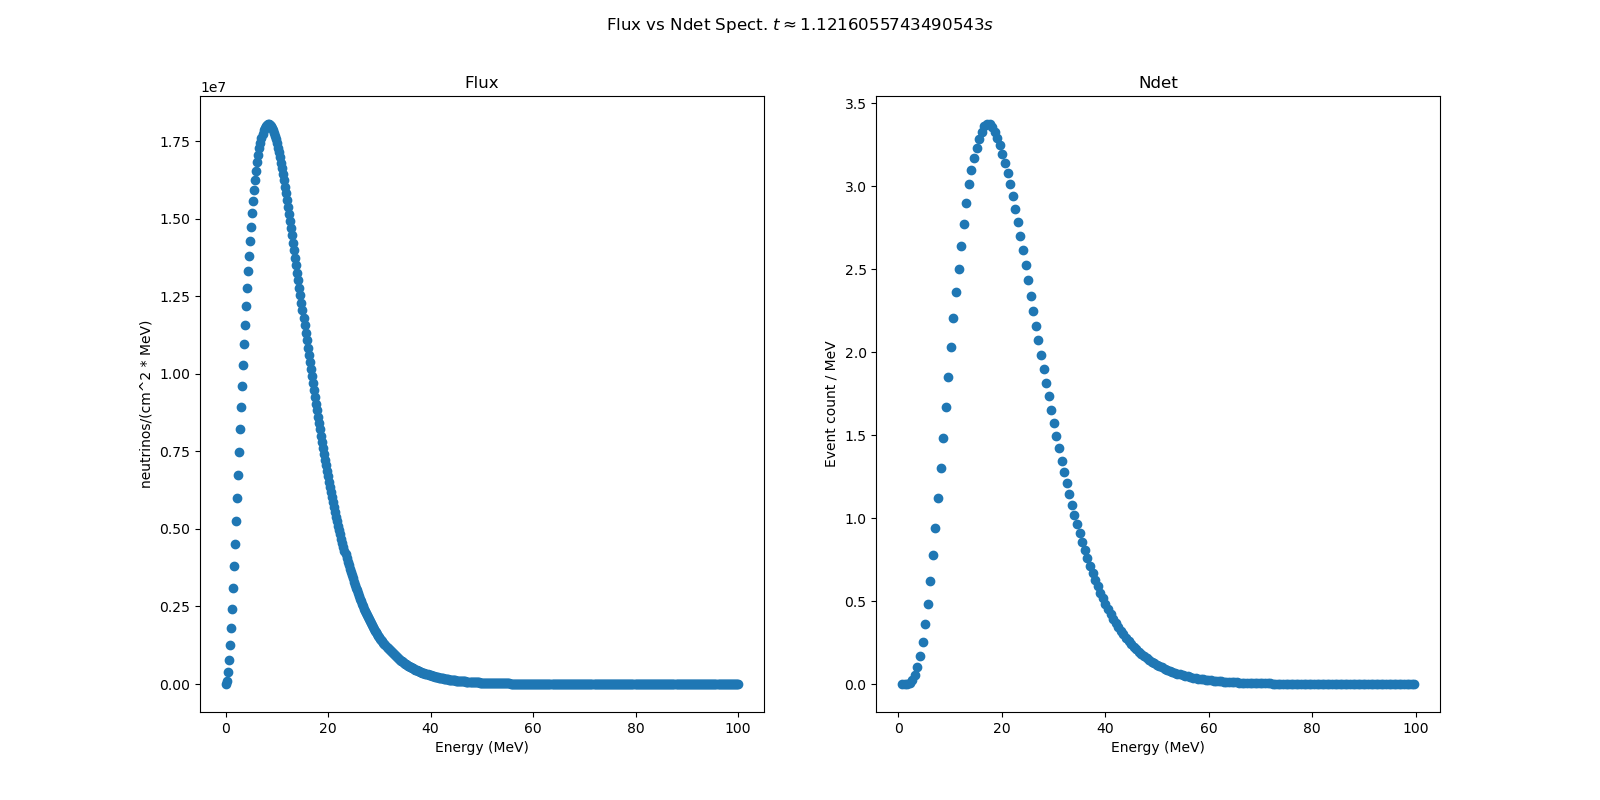 Flux vs Ndet Spect. t ≈ 1.1216055743490543s
Flux
1e7
1.75
1.50
1.25
1.00
0.75
0.50
0.25
0.00
neutrinos/(cm^2 * MeV)
0 20 40 60 80 100
Energy (MeV)
Ndet
3.5
3.0
2.5
2.0
1.5
1.0
0.5
0.0
Event count / MeV
0 20 40 60 80 100
Energy (MeV)